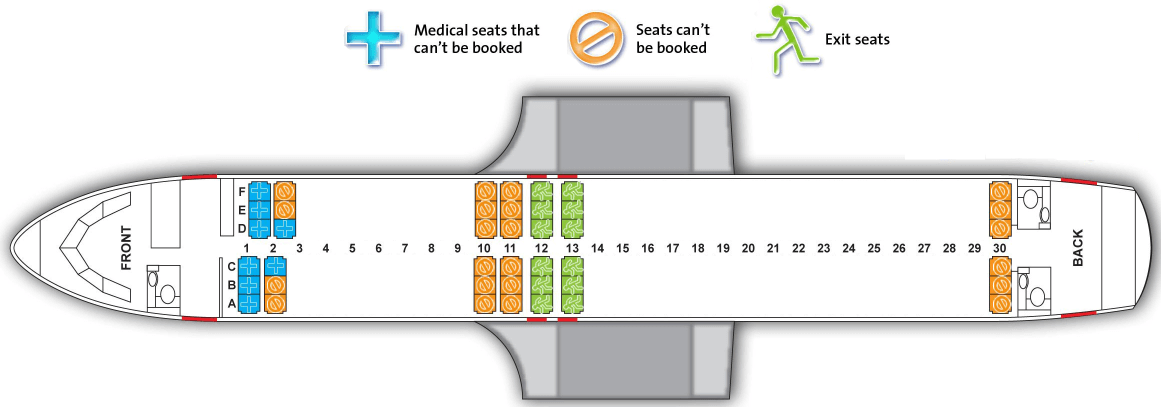 Medical seats that
can't be booked
Seats can't
be booked
Exit seats
F
E
D
FRONT
1 2 3 4 5 6 7 8 9 10 11 12 13 14 15 16 17 18 19 20 21 22 23 24 25 26 27 28 29 30
BACK
C
B
A